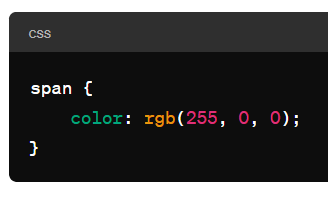 CSS
span {
    color: rgb(255, 0, 0);
}